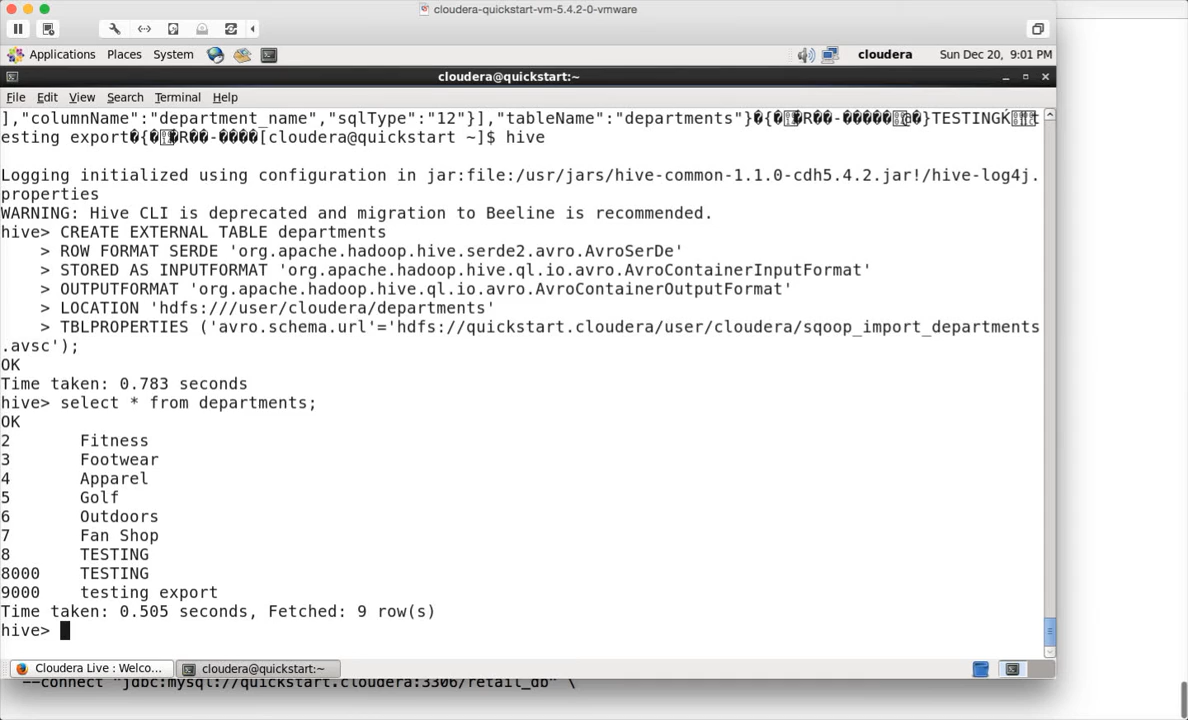 cloudera-quickstart-vm-5.4.2-0-vmware
Applications Places System cloudera Sun Dec 20, 9:01 PM
cloudera@quickstart:~
File Edit View Search Terminal Help
],"columnName":"department_name","sqlType":"12"}],"tableName":"departments"}�{��R��-�����@�}TESTING
esting export�{��R��-����[cloudera@quickstart ~]$ hive
Logging initialized using configuration in jar:file:/usr/jars/hive-common-1.1.0-cdh5.4.2.jar!/hive-log4j.
properties
WARNING: Hive CLI is deprecated and migration to Beeline is recommended.
hive> CREATE EXTERNAL TABLE departments
    > ROW FORMAT SERDE 'org.apache.hadoop.hive.serde2.avro.AvroSerDe'
    > STORED AS INPUTFORMAT 'org.apache.hadoop.hive.ql.io.avro.AvroContainerInputFormat'
    > OUTPUTFORMAT 'org.apache.hadoop.hive.ql.io.avro.AvroContainerOutputFormat'
    > LOCATION 'hdfs:///user/cloudera/departments'
    > TBLPROPERTIES ('avro.schema.url'='hdfs://quickstart.cloudera/user/cloudera/sqoop_import_departments
.avsc');
OK
Time taken: 0.783 seconds
hive> select * from departments;
OK
2 Fitness
3 Footwear
4 Apparel
5 Golf
6 Outdoors
7 Fan Shop
8 TESTING
8000 TESTING
9000 testing export
Time taken: 0.505 seconds, Fetched: 9 row(s)
hive>
Cloudera Live : Welco... cloudera@quickstart:~
--connect "jdbc:mysql://quickstart.cloudera:3306/retail_db" \